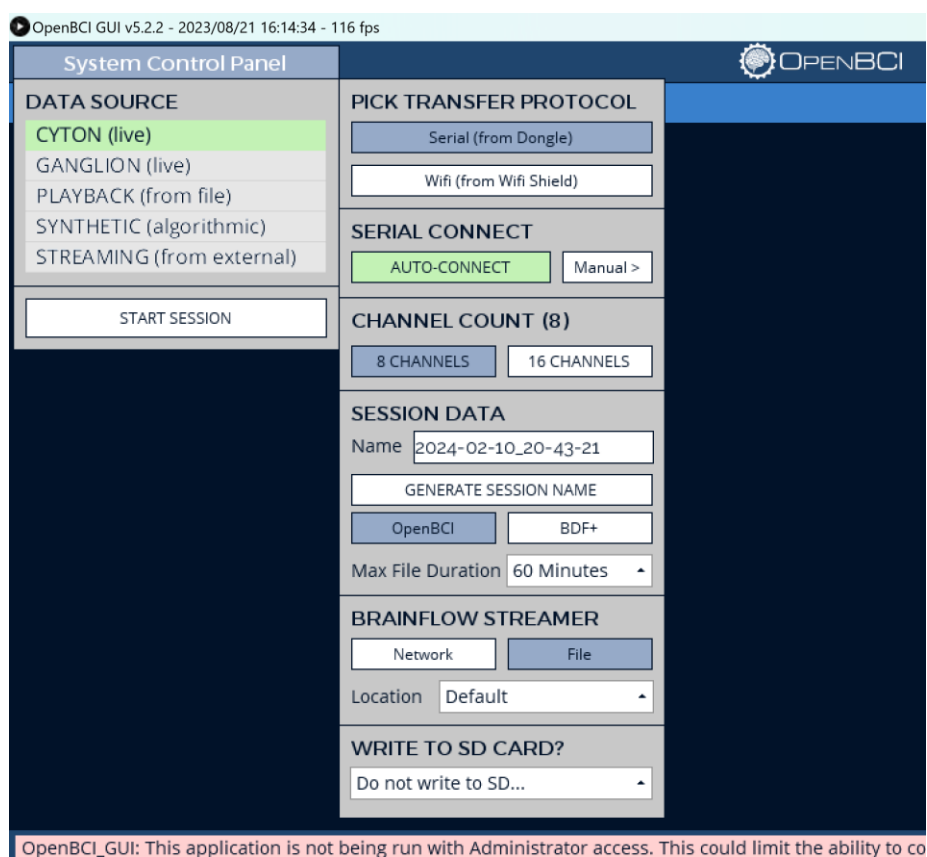 OpenBCI GUI v5.2.2 - 2023/08/21 16:14:34 - 116 fps
System Control Panel
OPENBCI
DATA SOURCE
CYTON (live)
GANGLION (live)
PLAYBACK (from file)
SYNTHETIC (algorithmic)
STREAMING (from external)
START SESSION
PICK TRANSFER PROTOCOL
Serial (from Dongle)
Wifi (from Wifi Shield)
SERIAL CONNECT
AUTO-CONNECT Manual >
CHANNEL COUNT (8)
8 CHANNELS 16 CHANNELS
SESSION DATA
Name 2024-02-10_20-43-21
GENERATE SESSION NAME
OpenBCI BDF+
Max File Duration 60 Minutes
BRAINFLOW STREAMER
Network File
Location Default
WRITE TO SD CARD?
Do not write to SD...
OpenBCI_GUI: This application is not being run with Administrator access. This could limit the ability to co